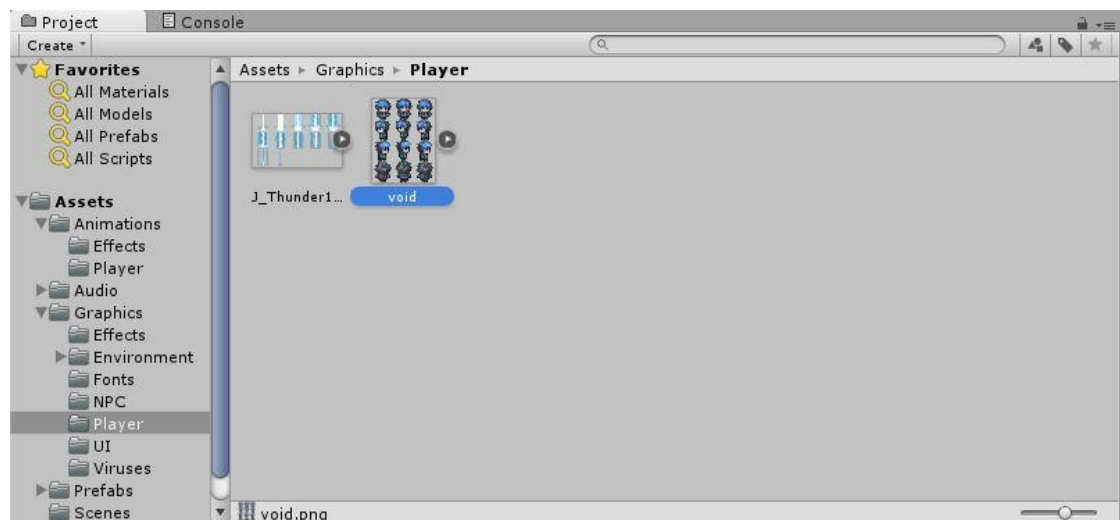 Project
Console
Create
Favorites
All Materials
All Models
All Prefabs
All Scripts
Assets
Animations
Effects
Player
Audio
Graphics
Effects
Environment
Fonts
NPC
Player
UI
Viruses
Prefabs
Scenes
Assets Graphics Player
J_Thunder1...
void
void.png